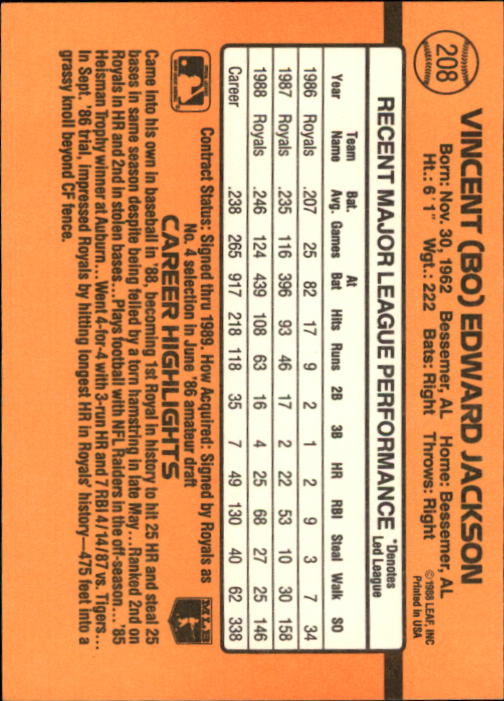 208
VINCENT (BO) EDWARD JACKSON
Born: Nov. 30, 1962 Bessemer, AL Home: Bessemer, AL
Ht.: 6' 1" Wgt.: 222 Bats: Right Throws: Right
©1988 LEAF, INC
Printed in USA
RECENT MAJOR LEAGUE PERFORMANCE *Denotes Led League
Year Team Name Bat. Avg. Games At Bat Hits Runs 2B 3B HR RBI Steal Walk SO
1986 Royals .207 25 82 17 9 2 1 2 9 3 7 34
1987 Royals .235 116 396 93 46 17 2 22 53 10 30 158
1988 Royals .246 124 439 108 63 16 4 25 68 27 25 146
Career .238 265 917 218 118 35 7 49 130 40 62 338
Contract Status: Signed thru 1989. How Acquired: Signed by Royals as
No. 4 selection in June '86 amateur draft
MLB
CAREER HIGHLIGHTS
Came into his own in baseball in '88, becoming 1st Royal in history to hit 25 HR and steal 25
bases in same season despite being felled by a torn hamstring in late May...Ranked 2nd on
Royals in HR and 2nd in stolen bases...Plays football with NFL Raiders in the off-season...'85
Heisman Trophy winner at Auburn...Went 4-for-4 with 3-run HR and 7 RBI 4/14/87 vs. Tigers...
In Sept. '86 trial, impressed Royals by hitting longest HR in Royals' history—475 feet into a
grassy knoll beyond CF fence.